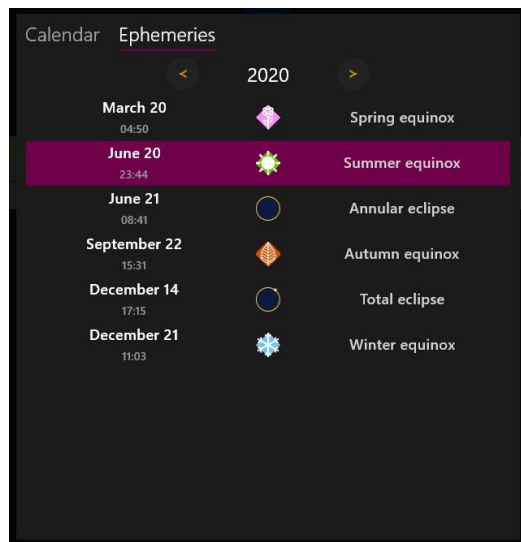 Calendar Ephemeries
< 2020 >
March 20
04:50
Spring equinox
June 20
23:44
Summer equinox
June 21
08:41
Annular eclipse
September 22
15:31
Autumn equinox
December 14
17:15
Total eclipse
December 21
11:03
Winter equinox